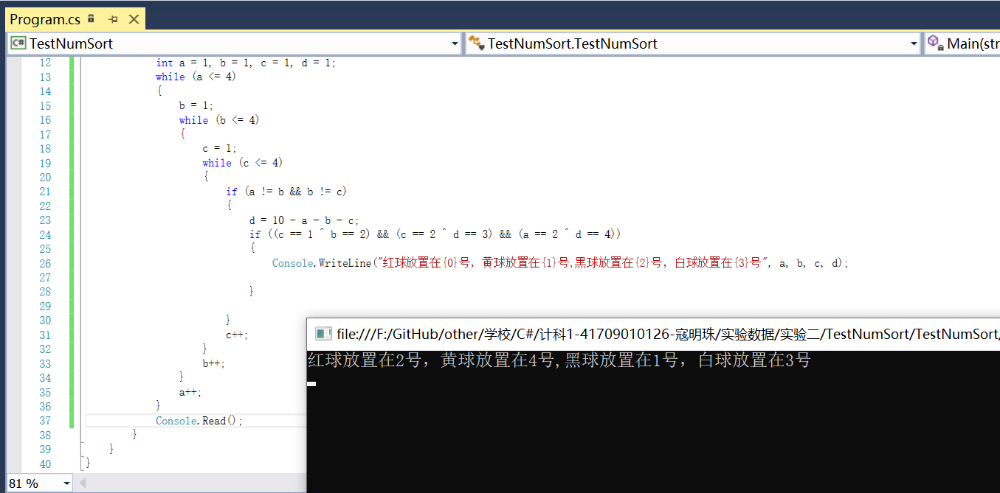 Program.cs
TestNumSort
TestNumSort.TestNumSort
Main(str
12 int a = 1, b = 1, c = 1, d = 1;
13 while (a <= 4)
14 {
15 b = 1;
16 while (b <= 4)
17 {
18 c = 1;
19 while (c <= 4)
20 {
21 if (a != b && b != c)
22 {
23 d = 10 - a - b - c;
24 if ((c == 1 ^ b == 2) && (c == 2 ^ d == 3) && (a == 2 ^ d == 4))
25 {
26 Console.WriteLine("红球放置在{0}号, 黄球放置在{1}号,黑球放置在{2}号, 白球放置在{3}号", a, b, c, d);
27
28 }
29
30 }
31 c++;
32 }
33 b++;
34 }
35 a++;
36 }
37 Console.Read();
38 }
39 }
40 }
81 %
file:///F:/GitHub/other/学校/C#/计科1-41709010126-寇明珠/实验数据/实验二/TestNumSort/TestNumSort/
红球放置在2号, 黄球放置在4号,黑球放置在1号, 白球放置在3号